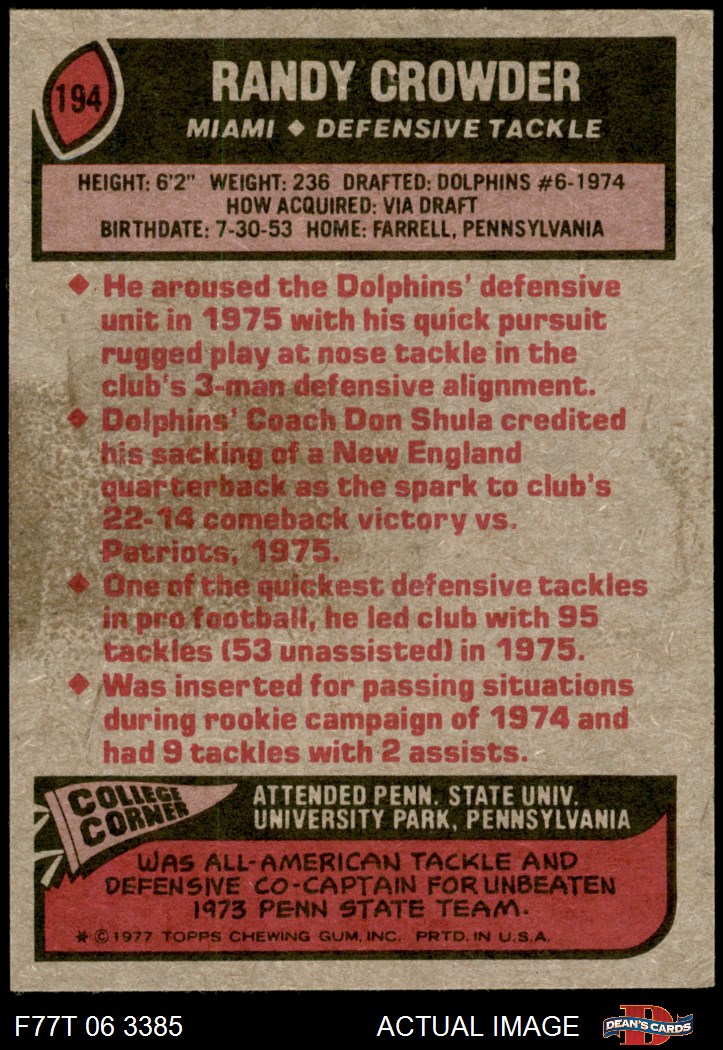 194
RANDY CROWDER
MIAMI ◆ DEFENSIVE TACKLE
HEIGHT: 6'2" WEIGHT: 236 DRAFTED: DOLPHINS #6-1974
HOW ACQUIRED: VIA DRAFT
BIRTHDATE: 7-30-53 HOME: FARRELL, PENNSYLVANIA
◆ He aroused the Dolphins' defensive
unit in 1975 with his quick pursuit
rugged play at nose tackle in the
club's 3-man defensive alignment.
◆ Dolphins' Coach Don Shula credited
his sacking of a New England
quarterback as the spark to club's
22-14 comeback victory vs.
Patriots, 1975.
◆ One of the quickest defensive tackles
in pro football, he led club with 95
tackles (53 unassisted) in 1975.
◆ Was inserted for passing situations
during rookie campaign of 1974 and
had 9 tackles with 2 assists.
COLLEGE
CORNER
ATTENDED PENN. STATE UNIV.
UNIVERSITY PARK, PENNSYLVANIA
WAS ALL-AMERICAN TACKLE AND
DEFENSIVE CO-CAPTAIN FOR UNBEATEN
1973 PENN STATE TEAM.
* © 1977 TOPPS CHEWING GUM, INC. PRTD. IN U.S.A.
F77T 06 3385
ACTUAL IMAGE
D
DEAN'S CARDS